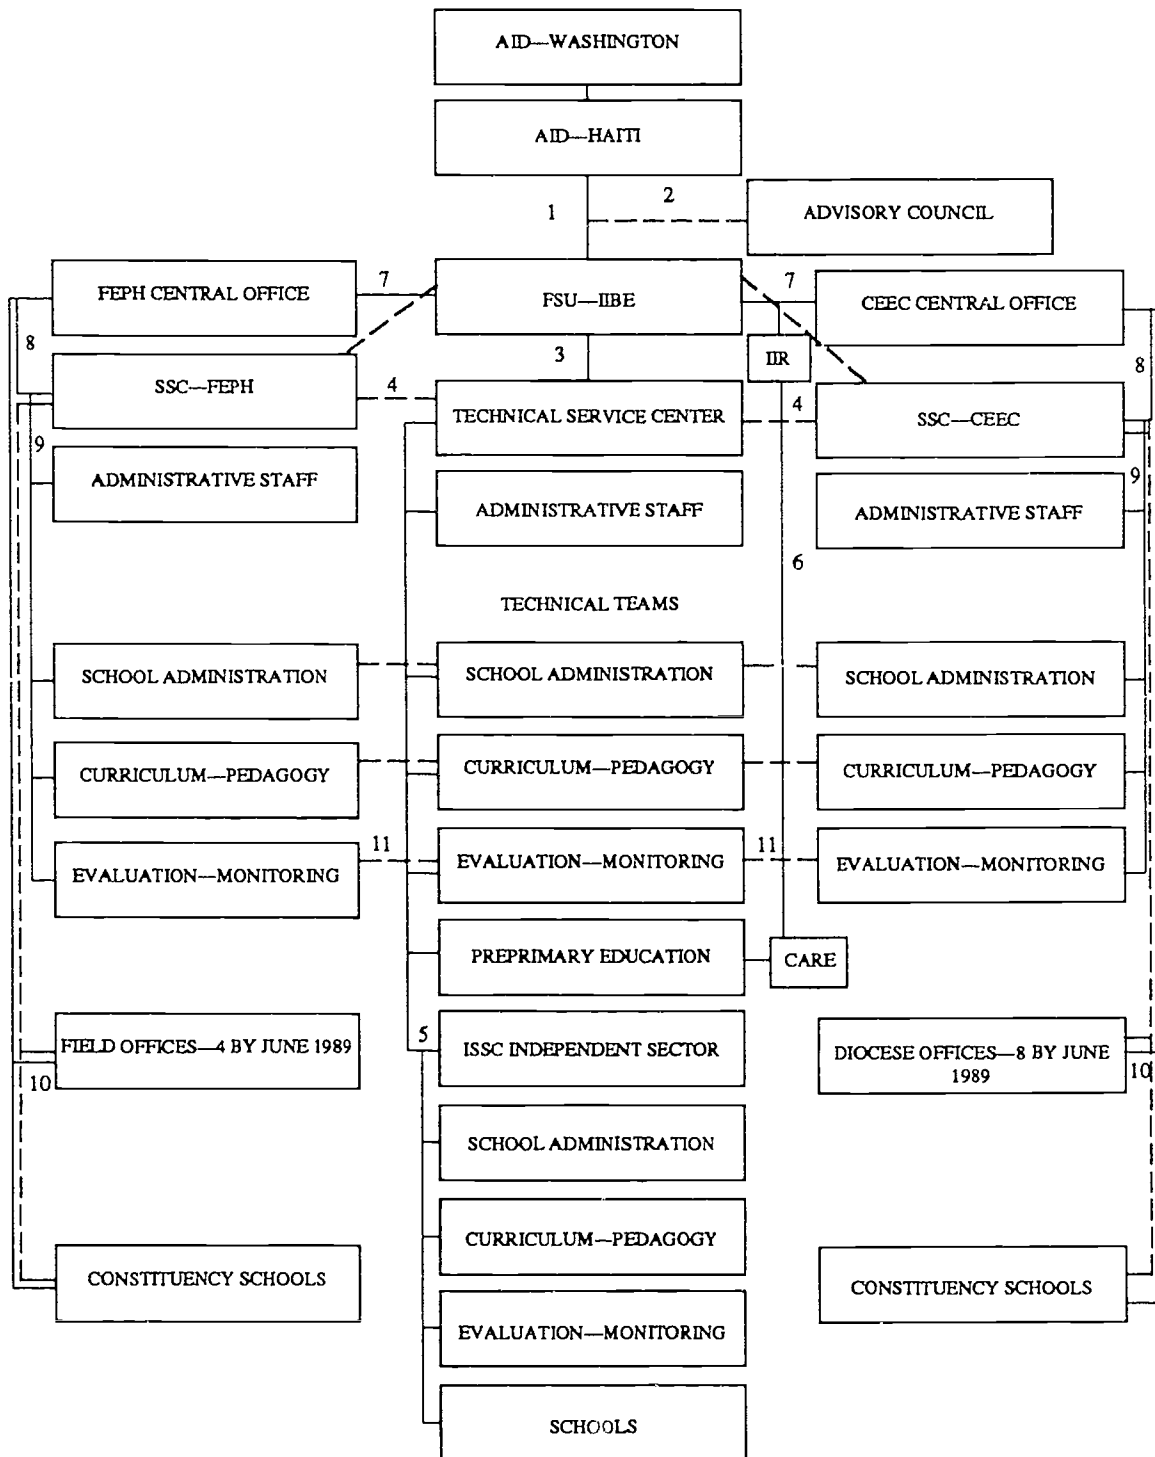 AID—WASHINGTON
AID—HAITI
1
2
ADVISORY COUNCIL
FEPH CENTRAL OFFICE
7
FSU—IIBE
7
CEEC CENTRAL OFFICE
8
3
IIR
8
SSC—FEPH
4
TECHNICAL SERVICE CENTER
4
SSC—CEEC
9
9
ADMINISTRATIVE STAFF
ADMINISTRATIVE STAFF
ADMINISTRATIVE STAFF
6
TECHNICAL TEAMS
SCHOOL ADMINISTRATION
SCHOOL ADMINISTRATION
SCHOOL ADMINISTRATION
CURRICULUM—PEDAGOGY
CURRICULUM—PEDAGOGY
CURRICULUM—PEDAGOGY
EVALUATION—MONITORING
11
EVALUATION—MONITORING
11
EVALUATION—MONITORING
PREPRIMARY EDUCATION
CARE
FIELD OFFICES—4 BY JUNE 1989
5
ISSC INDEPENDENT SECTOR
DIOCESE OFFICES—8 BY JUNE
1989
10
10
SCHOOL ADMINISTRATION
CURRICULUM—PEDAGOGY
CONSTITUENCY SCHOOLS
CONSTITUENCY SCHOOLS
EVALUATION—MONITORING
SCHOOLS